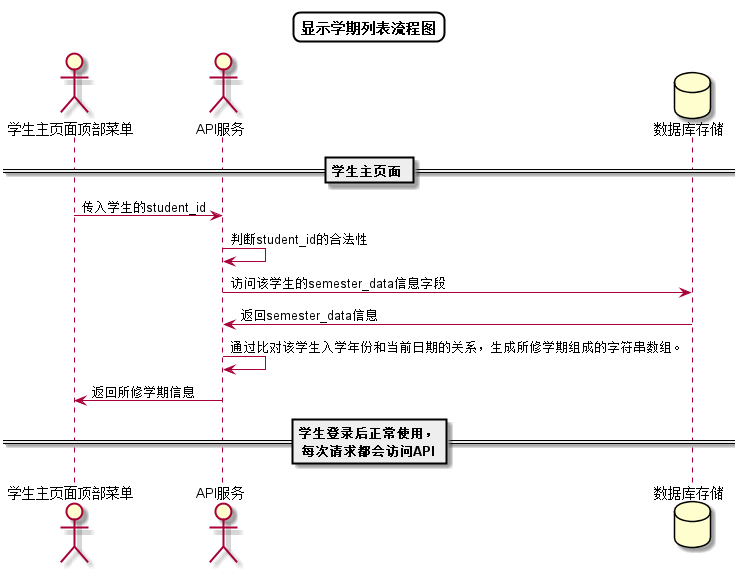 显示学期列表流程图
学生主页面顶部菜单
API服务
数据库存储
学生主页面
传入学生的student_id
判断student_id的合法性
访问该学生的semester_data信息字段
返回semester_data信息
通过比对该学生入学年份和当前日期的关系，生成所修学期组成的字符串数组。
返回所修学期信息
学生登录后正常使用，
每次请求都会访问API
学生主页面顶部菜单
API服务
数据库存储